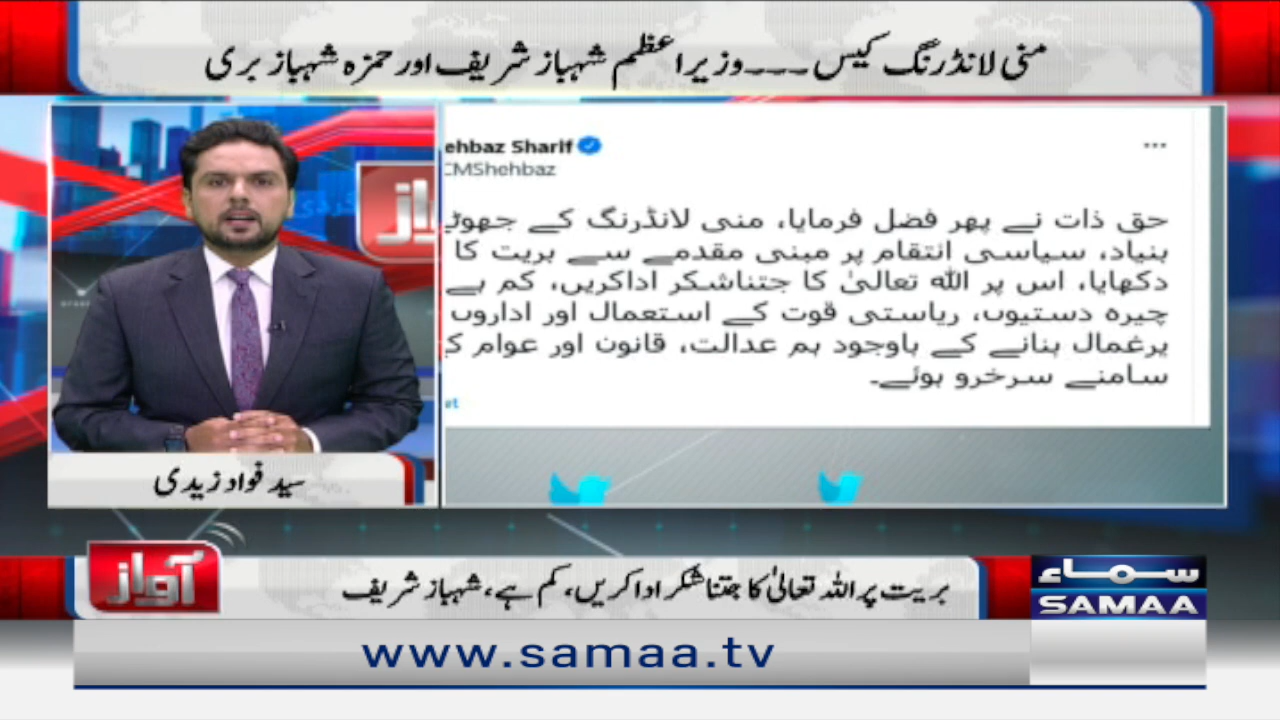 منی لانڈرنگ کیس۔۔۔وزیراعظم شہباز شریف اور حمزہ شہباز بری
ehbaz Sharif
CMShehbaz
حق ذات نے پھر فضل فرمایا، منی لانڈرنگ کے جھوٹے
بنیاد، سیاسی انتقام پر مبنی مقدمے سے بریت کا
دکھایا، اس پر اللہ تعالیٰ کا جتناشکر اداکریں، کم ہے
چیرہ دستیوں، ریاستی قوت کے استعمال اور اداروں
یرغمال بنانے کے باوجود ہم عدالت، قانون اور عوام کے
سامنے سرخرو ہوئے۔
et
آواز
سید فواد زیدی
آواز
بریت پر اللہ تعالیٰ کا جتنا شکر ادا کریں، کم ہے، شہباز شریف
سماء
SAMAA
www.samaa.tv